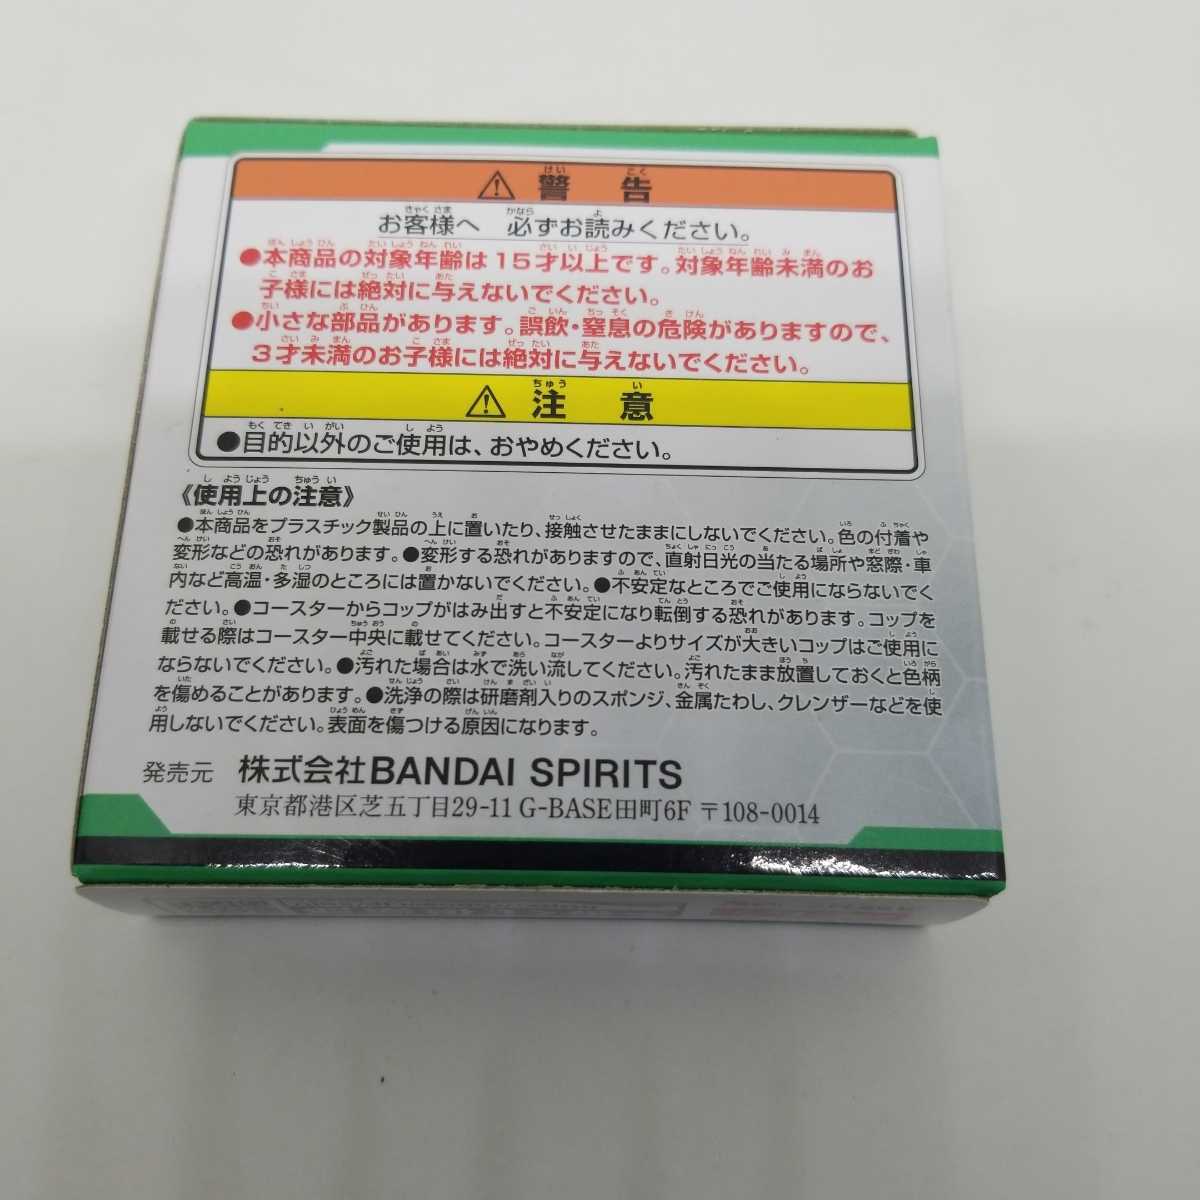 ⚠ 警告
お客様へ 必ずお読みください。
●本商品の対象年齢は15才以上です。対象年齢未満のお
子様には絶対に与えないでください。
●小さな部品があります。誤飲・窒息の危険がありますので、
3才未満のお子様には絶対に与えないでください。
⚠ 注意
●目的以外のご使用は、おやめください。
《使用上の注意》
●本商品をプラスチック製品の上に置いたり、接触させたままにしないでください。色の付着や
変形などの恐れがあります。●変形する恐れがありますので、直射日光の当たる場所や窓際・車
内など高温・多湿のところには置かないでください。●不安定なところでご使用にならないでく
ださい。●コースターからコップがはみ出すと不安定になり転倒する恐れがあります。コップを
載せる際はコースター中央に載せてください。コースターよりサイズが大きいコップはご使用に
ならないでください。●汚れた場合は水で洗い流してください。汚れたまま放置しておくと色柄
を傷めることがあります。●洗浄の際は研磨剤入りのスポンジ、金属たわし、クレンザーなどを使
用しないでください。表面を傷つける原因になります。
発売元 株式会社BANDAI SPIRITS
東京都港区芝五丁目29-11 G-BASE田町6F 〒108-0014